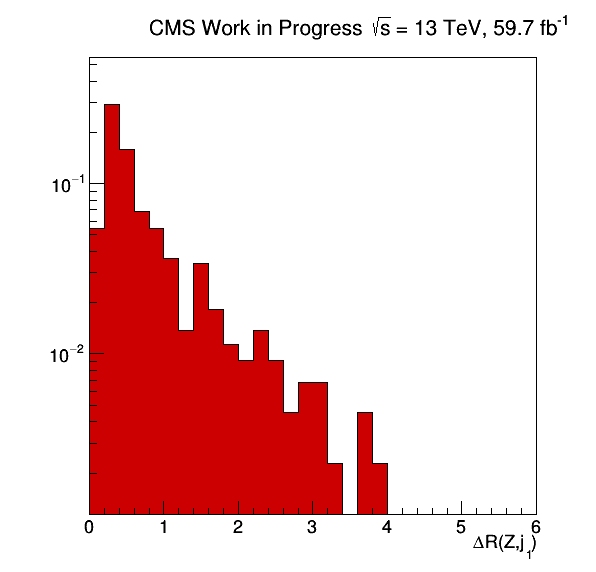 CMS Work in Progress √s = 13 TeV, 59.7 fb⁻¹
10⁻¹
10⁻²
0 1 2 3 4 5 6
ΔR(Z,j₁)